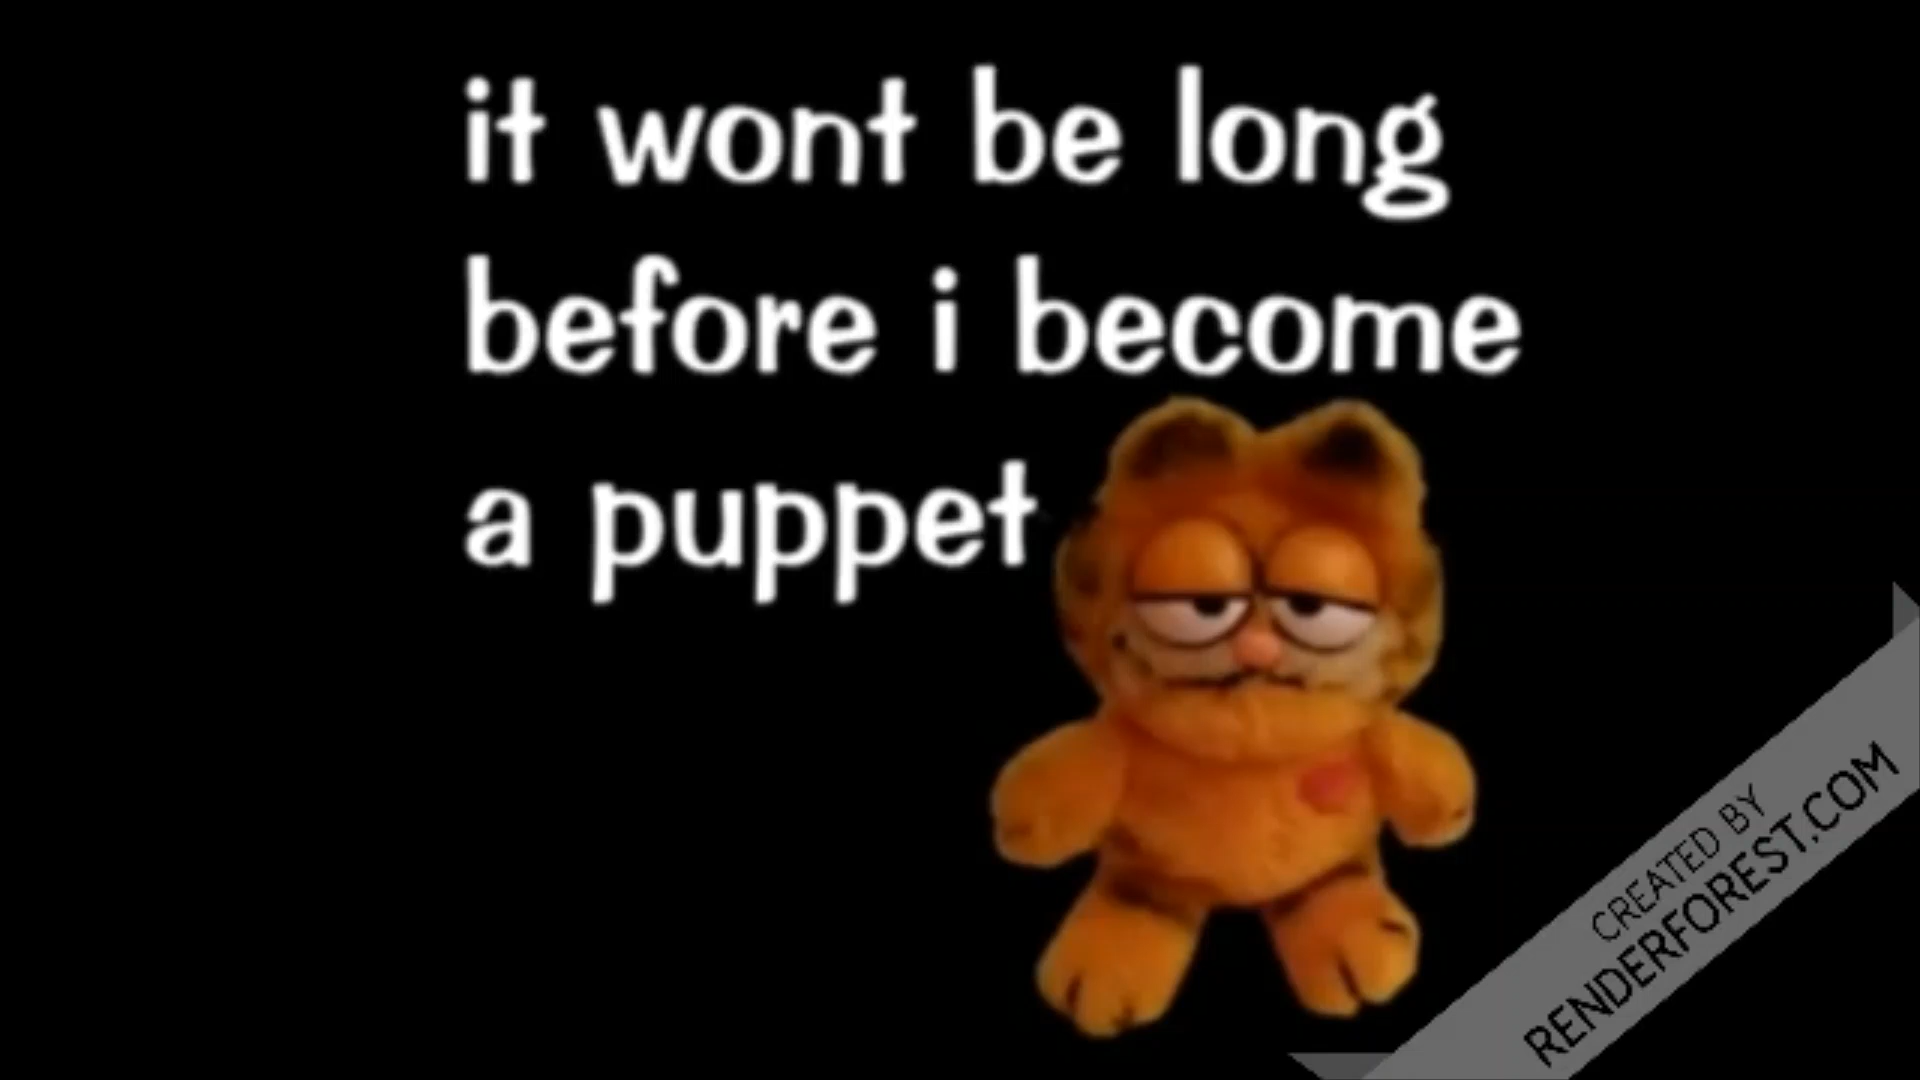 it wont be long
before i become
a puppet
CREATED BY
RENDERFOREST.COM